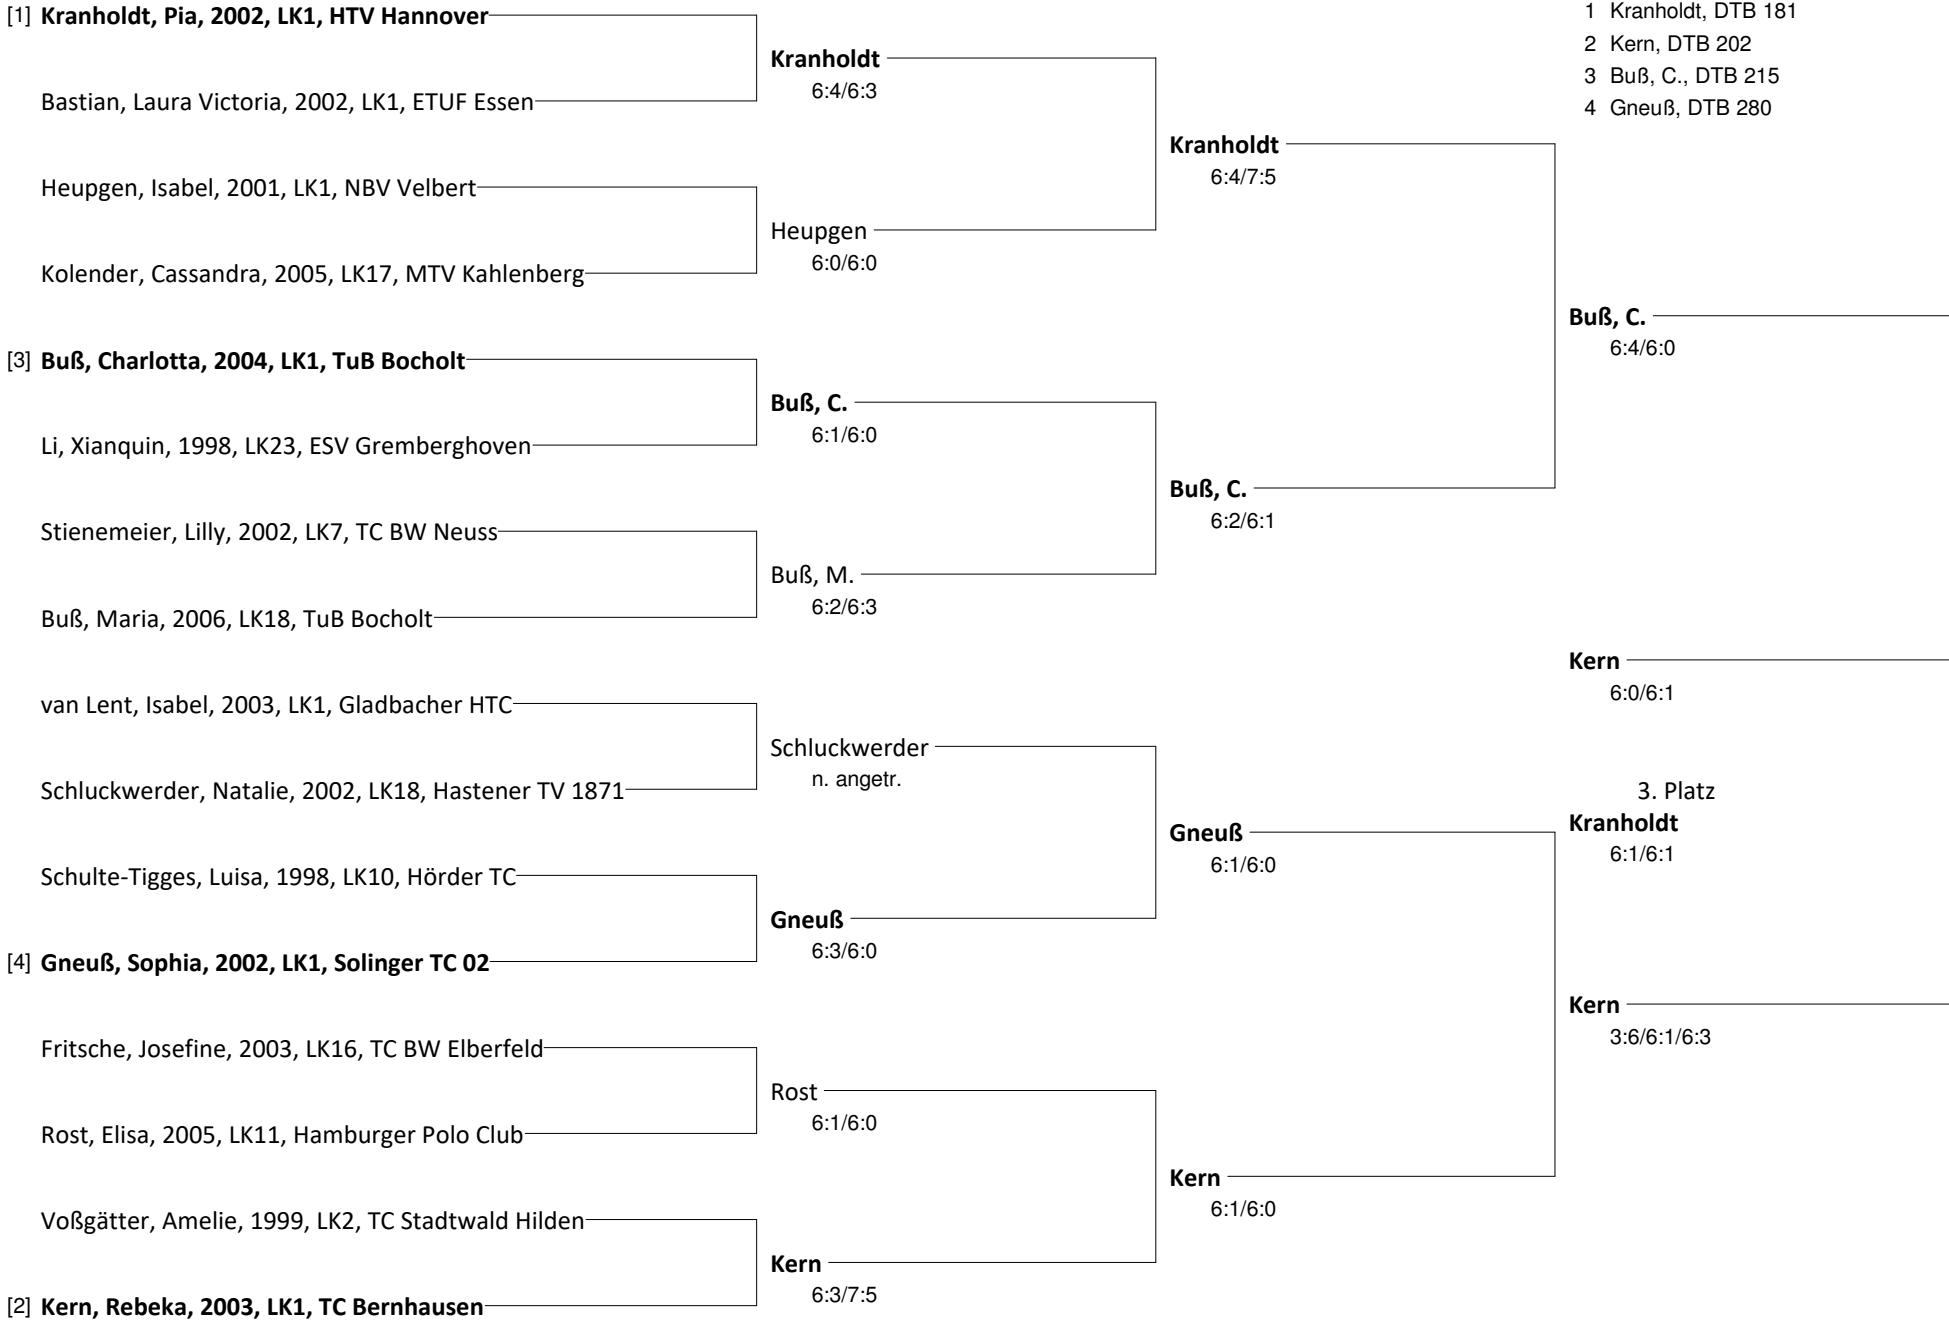 [1] Kranholdt, Pia, 2002, LK1, HTV Hannover
1 Kranholdt, DTB 181
2 Kern, DTB 202
3 Buß, C., DTB 215
4 Gneuß, DTB 280
Kranholdt
6:4/6:3
Bastian, Laura Victoria, 2002, LK1, ETUF Essen
Kranholdt
6:4/7:5
Heupgen, Isabel, 2001, LK1, NBV Velbert
Heupgen
6:0/6:0
Kolender, Cassandra, 2005, LK17, MTV Kahlenberg
Buß, C.
6:4/6:0
[3] Buß, Charlotta, 2004, LK1, TuB Bocholt
Buß, C.
6:1/6:0
Li, Xianquin, 1998, LK23, ESV Gremberghoven
Buß, C.
6:2/6:1
Stienemeier, Lilly, 2002, LK7, TC BW Neuss
Buß, M.
6:2/6:3
Buß, Maria, 2006, LK18, TuB Bocholt
Kern
6:0/6:1
van Lent, Isabel, 2003, LK1, Gladbacher HTC
Schluckwerder
n. angetr.
Schluckwerder, Natalie, 2002, LK18, Hastener TV 1871
3. Platz
Kranholdt
6:1/6:1
Gneuß
6:1/6:0
Schulte-Tigges, Luisa, 1998, LK10, Hörder TC
Gneuß
6:3/6:0
[4] Gneuß, Sophia, 2002, LK1, Solinger TC 02
Kern
3:6/6:1/6:3
Fritsche, Josefine, 2003, LK16, TC BW Elberfeld
Rost
6:1/6:0
Rost, Elisa, 2005, LK11, Hamburger Polo Club
Kern
6:1/6:0
Voßgätter, Amelie, 1999, LK2, TC Stadtwald Hilden
Kern
6:3/7:5
[2] Kern, Rebeka, 2003, LK1, TC Bernhausen